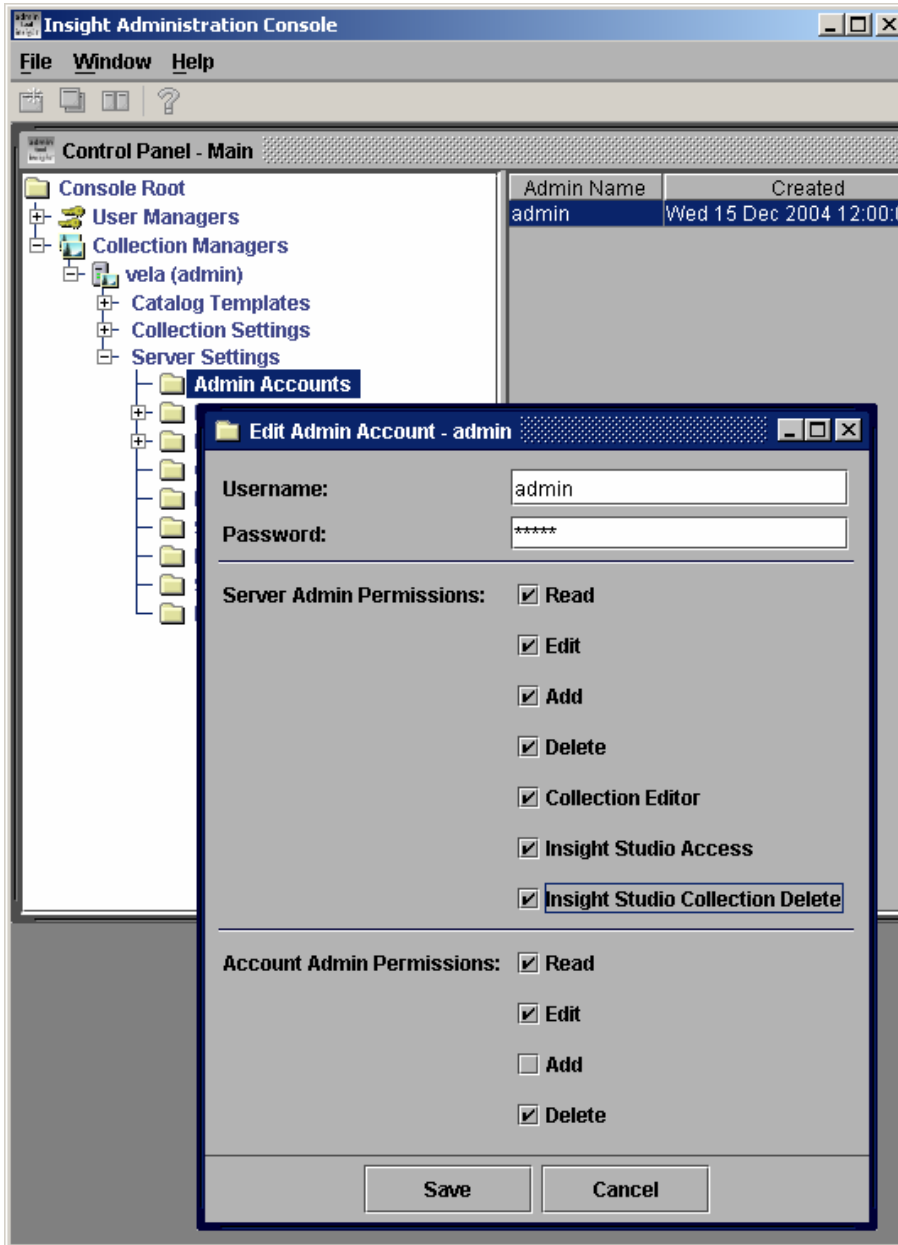 Insight Administration Console
File Window Help
Control Panel - Main
Console Root
User Managers
Collection Managers
vela (admin)
Catalog Templates
Collection Settings
Server Settings
Admin Accounts
Admin Name Created
admin Wed 15 Dec 2004 12:00:
Edit Admin Account - admin
Username: admin
Password: *****
Server Admin Permissions: Read
Edit
Add
Delete
Collection Editor
Insight Studio Access
Insight Studio Collection Delete
Account Admin Permissions: Read
Edit
Add
Delete
Save Cancel